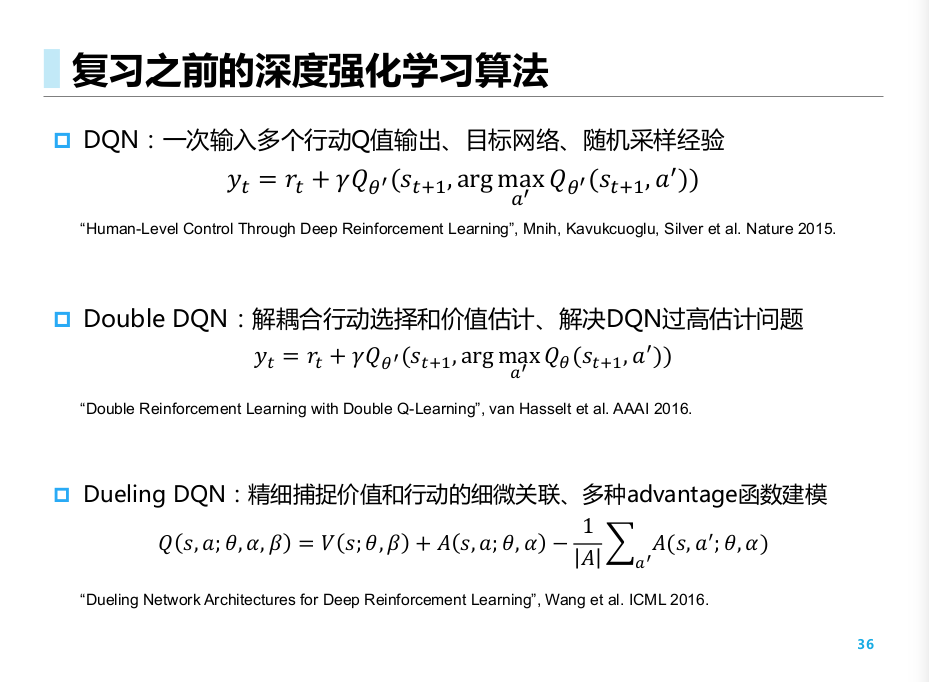 复习之前的深度强化学习算法
DQN：一次输入多个行动Q值输出、目标网络、随机采样经验
$y_t = r_t + \gamma Q_{\theta'}(s_{t+1}, \arg\max_{a'} Q_{\theta'}(s_{t+1}, a'))$
“Human-Level Control Through Deep Reinforcement Learning”, Mnih, Kavukcuoglu, Silver et al. Nature 2015.
Double DQN：解耦合行动选择和价值估计、解决DQN过高估计问题
$y_t = r_t + \gamma Q_{\theta'}(s_{t+1}, \arg\max_{a'} Q_{\theta}(s_{t+1}, a'))$
“Double Reinforcement Learning with Double Q-Learning”, van Hasselt et al. AAAI 2016.
Dueling DQN：精细捕捉价值和行动的细微关联、多种advantage函数建模
$Q(s, a; \theta, \alpha, \beta) = V(s; \theta, \beta) + A(s, a; \theta, \alpha) - \frac{1}{|A|} \sum_{a'} A(s, a'; \theta, \alpha)$
“Dueling Network Architectures for Deep Reinforcement Learning”, Wang et al. ICML 2016.
36